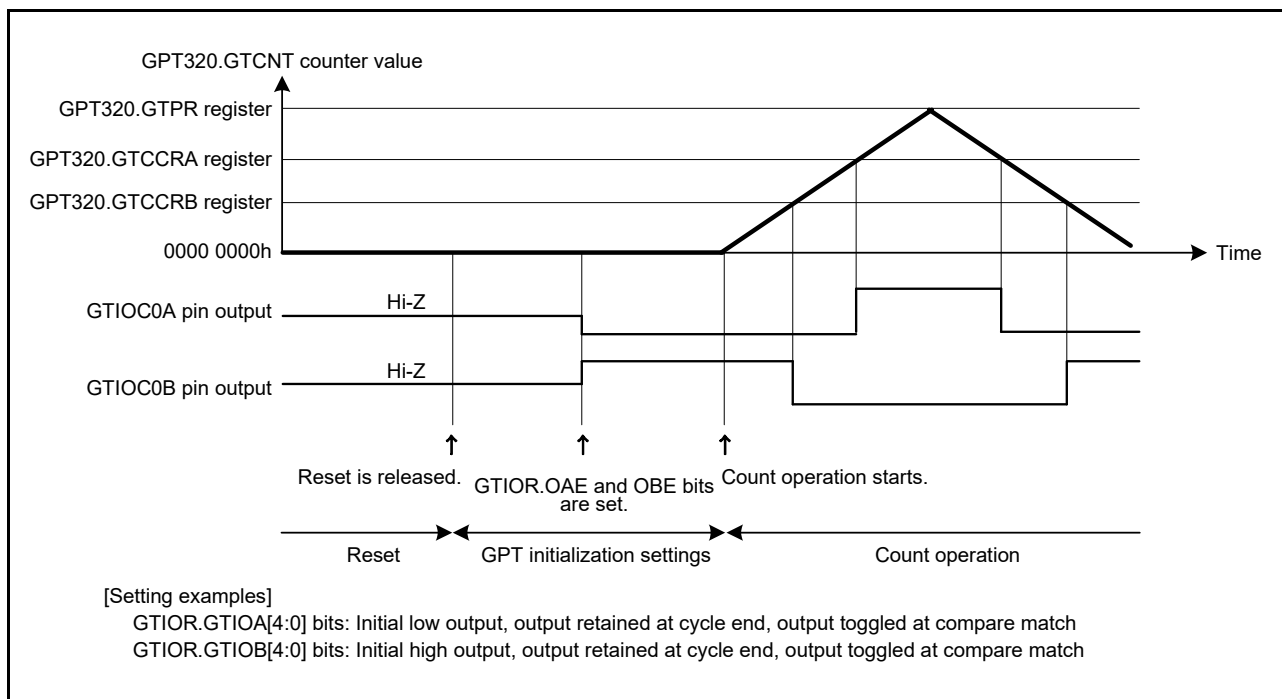 GPT320.GTCNT counter value
GPT320.GTPR register
GPT320.GTCCRA register
GPT320.GTCCRB register
0000 0000h
Time
GTIOC0A pin output
Hi-Z
GTIOC0B pin output
Hi-Z
Reset is released.
GTIOR.OAE and OBE bits
are set.
Count operation starts.
Reset
GPT initialization settings
Count operation
[Setting examples]
GTIOR.GTIOA[4:0] bits: Initial low output, output retained at cycle end, output toggled at compare match
GTIOR.GTIOB[4:0] bits: Initial high output, output retained at cycle end, output toggled at compare match